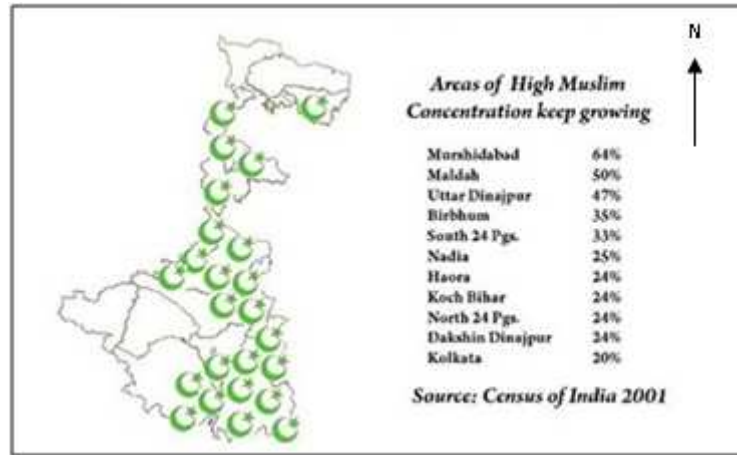 N
Areas of High Muslim
Concentration keep growing
Murshidabad 64%
Maldah 50%
Uttar Dinajpur 47%
Birbhum 35%
South 24 Pgs. 33%
Nadia 25%
Haora 24%
Koch Bihar 24%
North 24 Pgs. 24%
Dakshin Dinajpur 24%
Kolkata 20%
Source: Census of India 2001